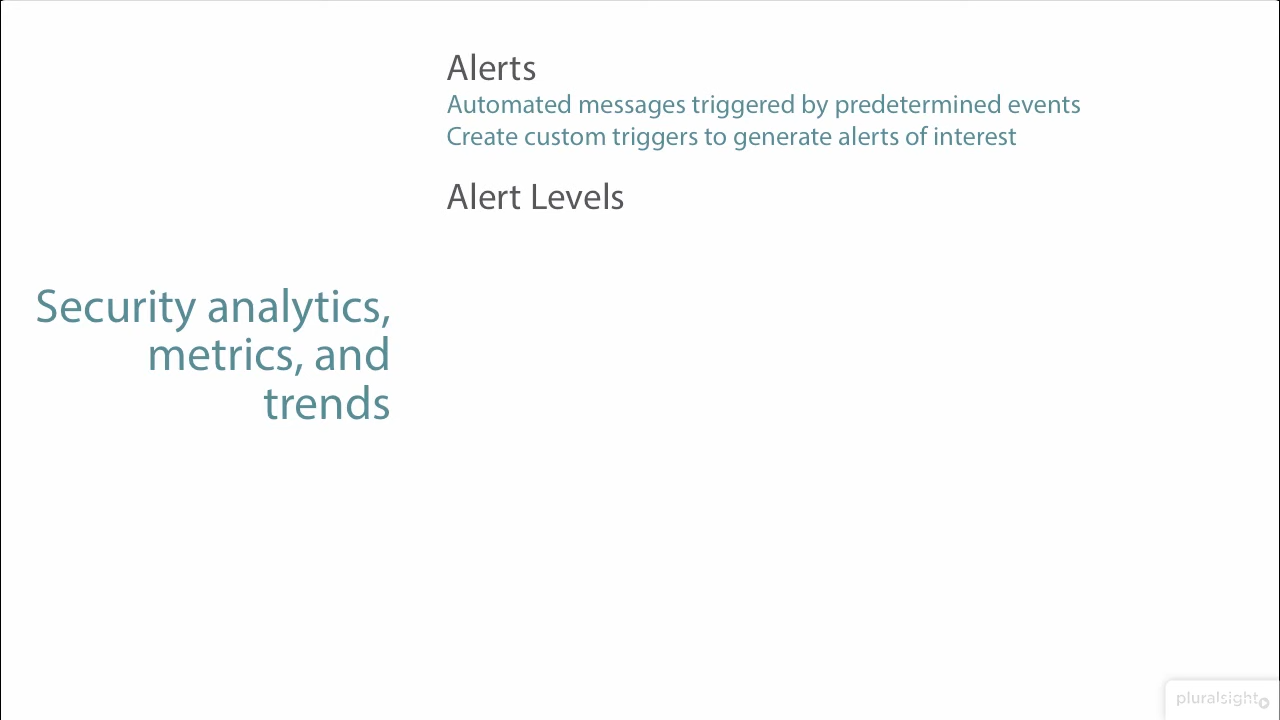 Alerts
Automated messages triggered by predetermined events
Create custom triggers to generate alerts of interest
Alert Levels
Security analytics,
metrics, and
trends
pluralsight